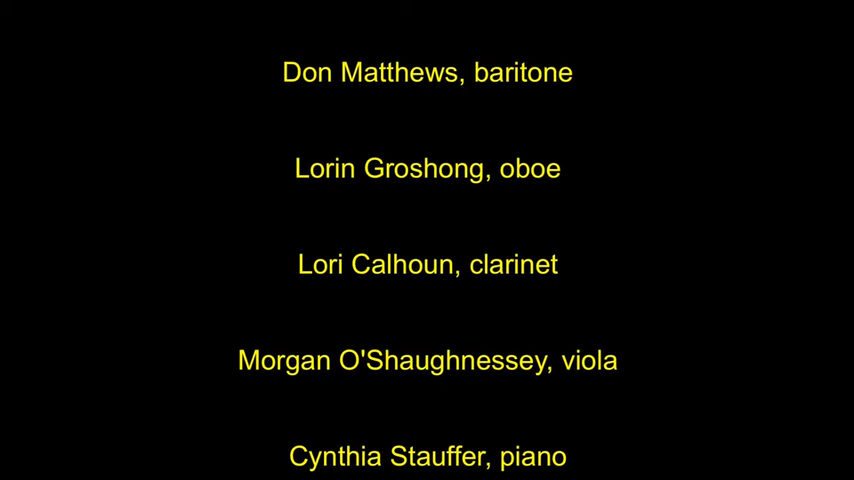 Don Matthews, baritone
Lorin Groshong, oboe
Lori Calhoun, clarinet
Morgan O'Shaughnessey, viola
Cynthia Stauffer, piano